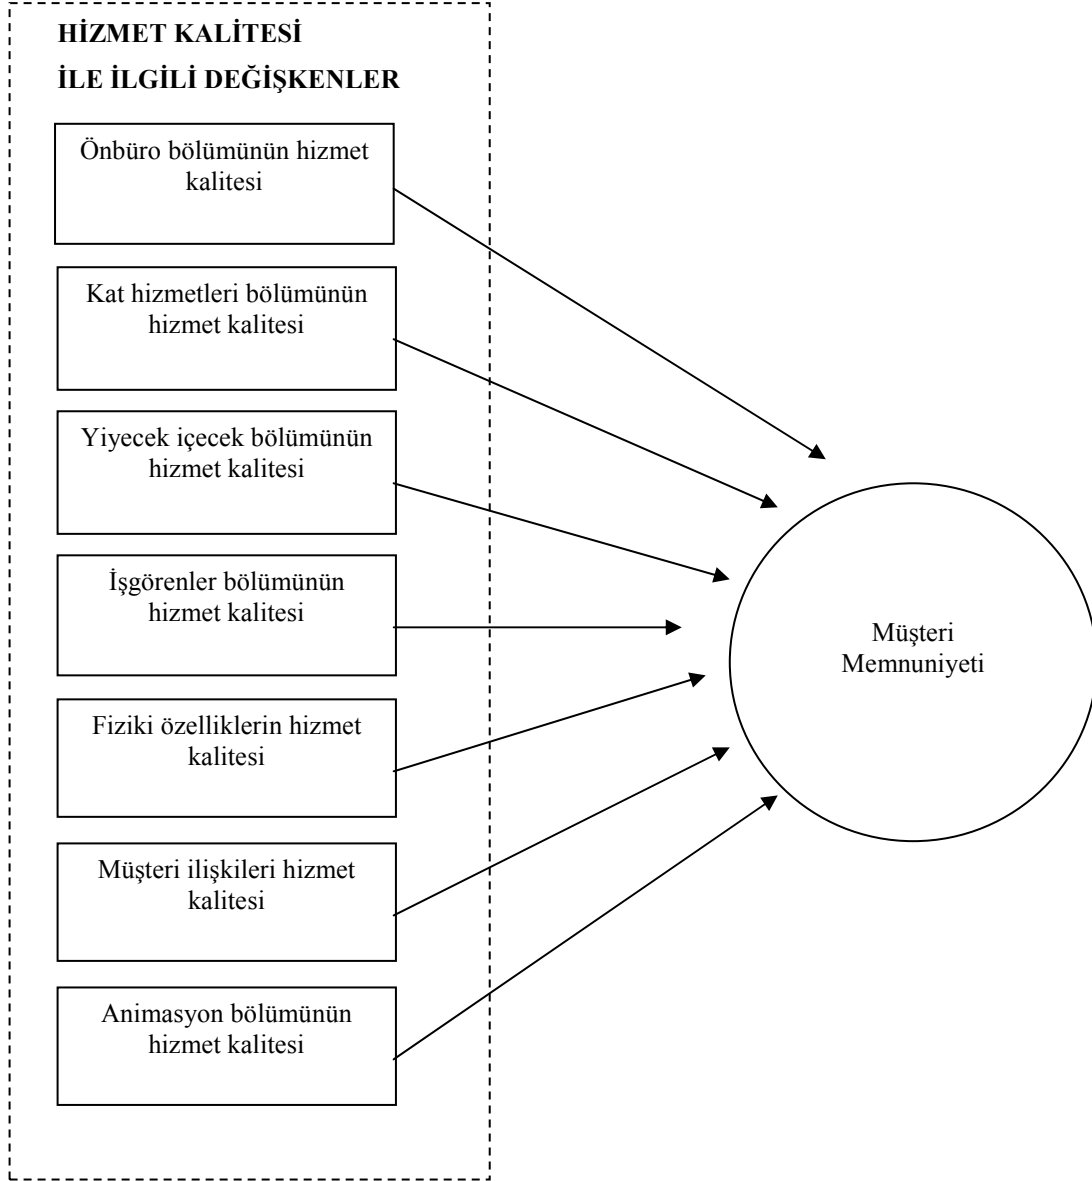 HİZMET KALİTESİ
İLE İLGİLİ DEĞİŞKENLER
Önbüro bölümünün hizmet
kalitesi
Kat hizmetleri bölümünün
hizmet kalitesi
Yiyecek içecek bölümünün
hizmet kalitesi
İşgörenler bölümünün
hizmet kalitesi
Fiziki özelliklerin hizmet
kalitesi
Müşteri ilişkileri hizmet
kalitesi
Animasyon bölümünün
hizmet kalitesi
Müşteri
Memnuniyeti